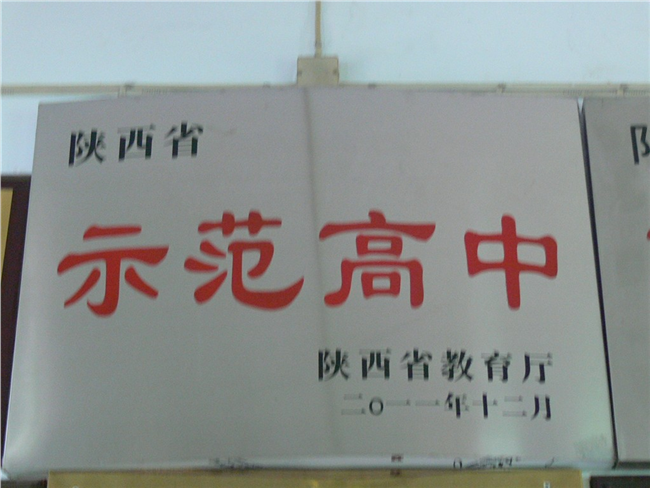 陕西省
示范高中
陕西省教育厅
二〇一一年十二月